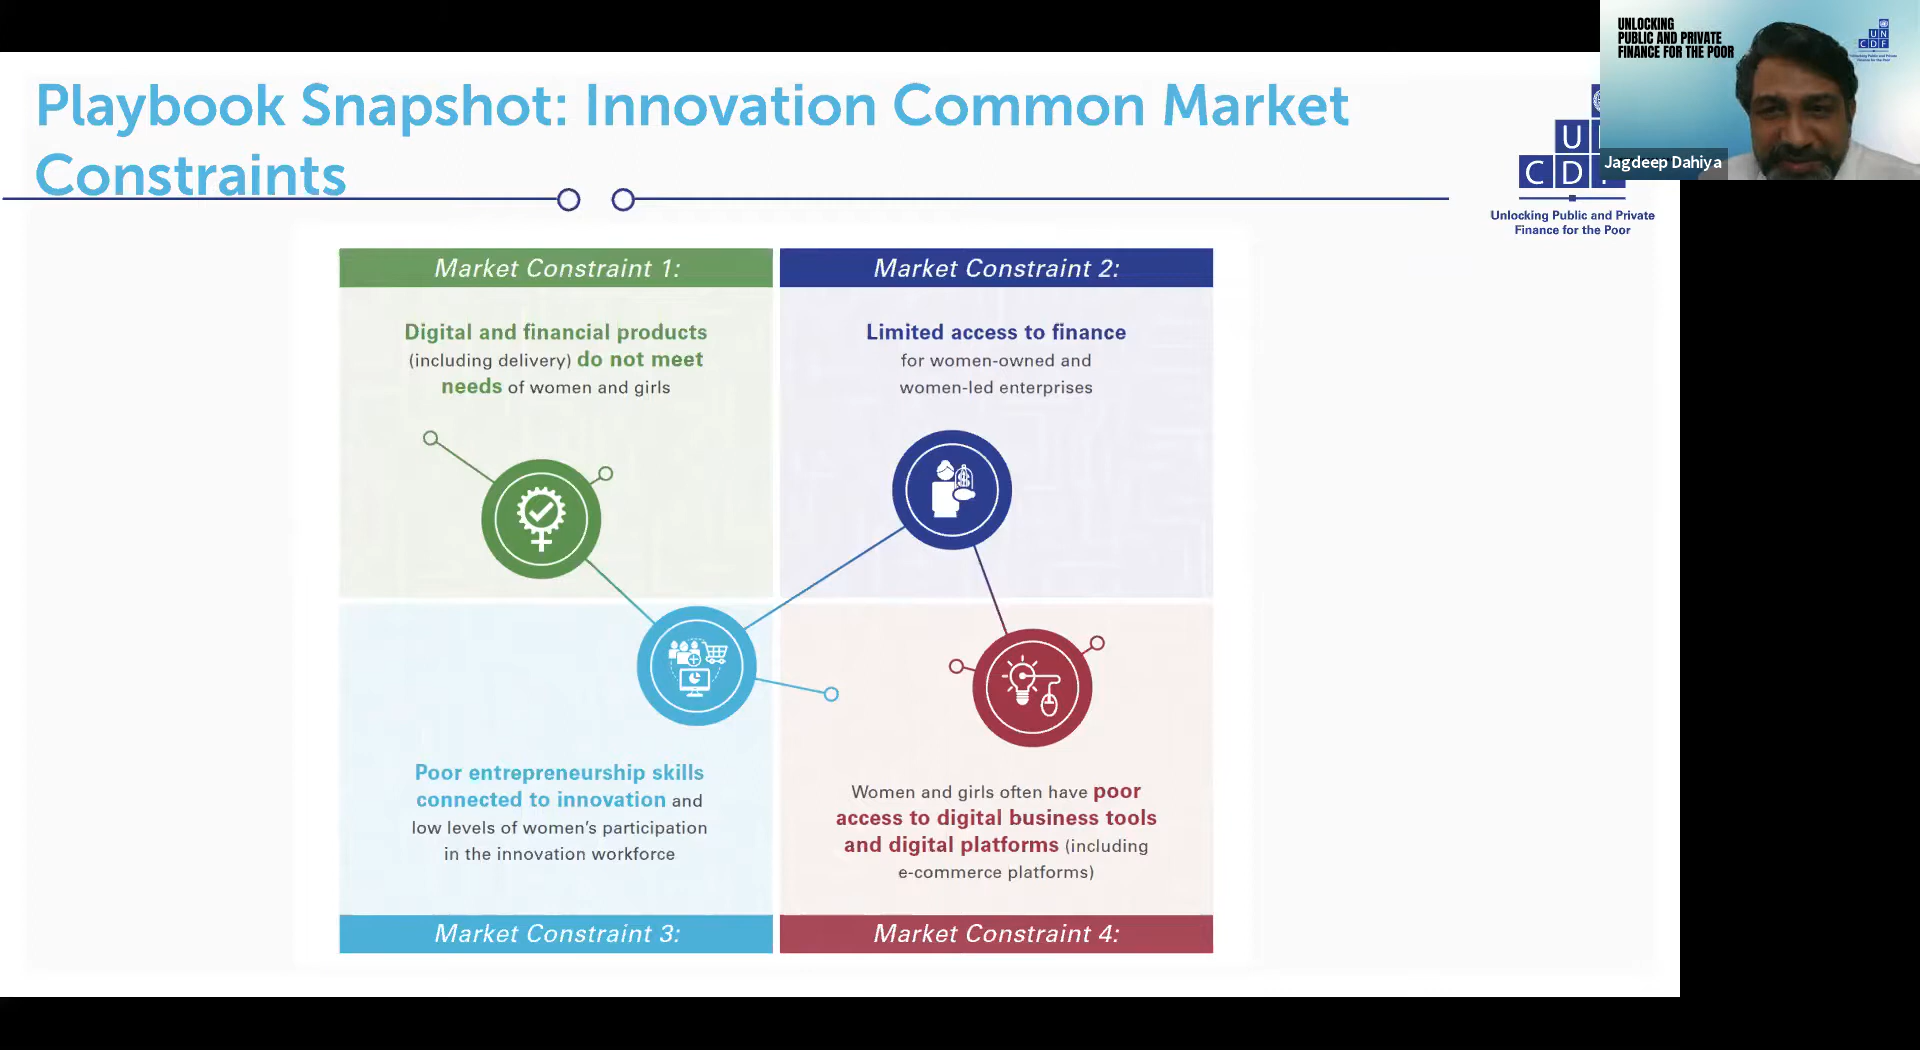 Playbook Snapshot: Innovation Common Market
Constraints
UNLOCKING
PUBLIC AND PRIVATE
FINANCE FOR THE POOR
UN
CDF
Jagdeep Dahiya
U
CD
Unlocking Public and Private
Finance for the Poor
Market Constraint 1:
Digital and financial products
(including delivery) do not meet
needs of women and girls
Market Constraint 2:
Limited access to finance
for women-owned and
women-led enterprises
$
Poor entrepreneurship skills
connected to innovation and
low levels of women's participation
in the innovation workforce
Market Constraint 3:
Women and girls often have poor
access to digital business tools
and digital platforms (including
e-commerce platforms)
Market Constraint 4: